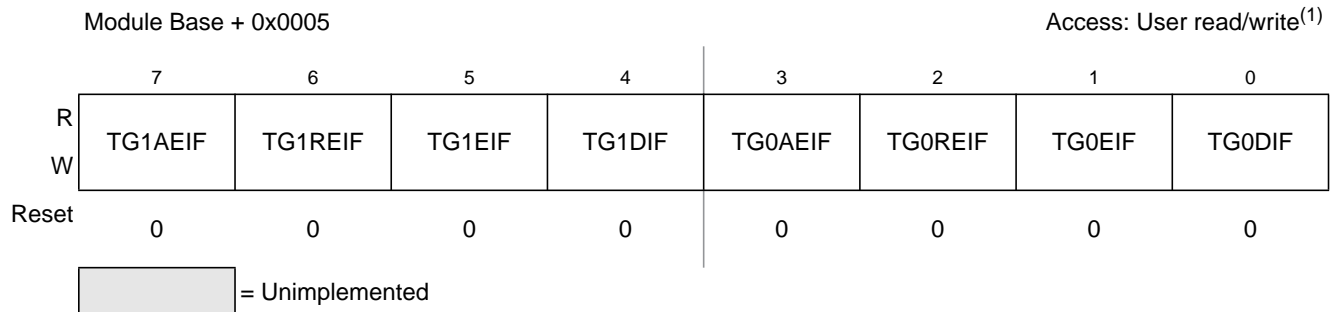 Module Base + 0x0005 Access: User read/write(1)
7 6 5 4 3 2 1 0
R
W
TG1AEIF TG1REIF TG1EIF TG1DIF TG0AEIF TG0REIF TG0EIF TG0DIF
Reset 0 0 0 0 0 0 0 0
= Unimplemented